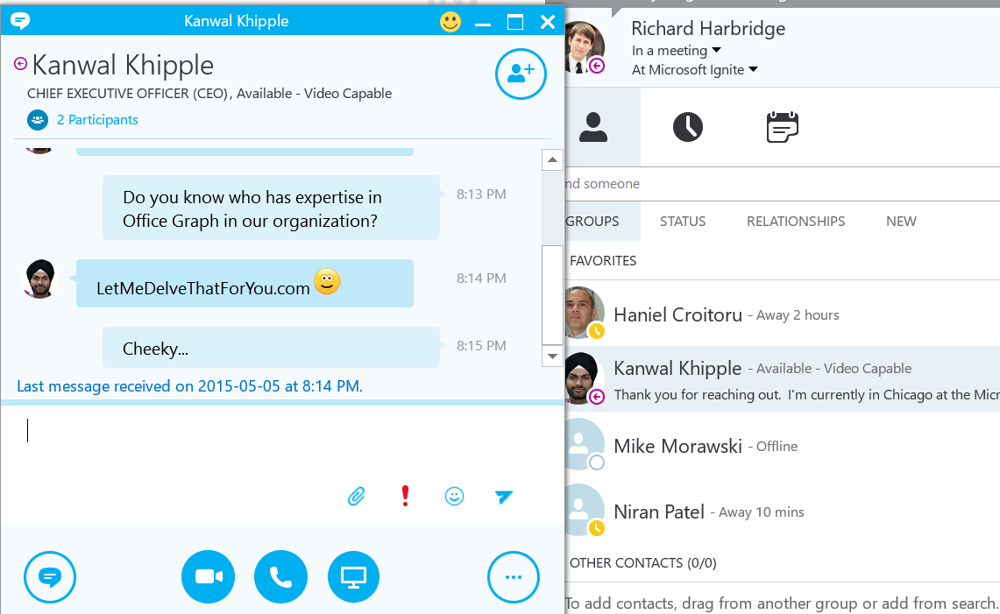 Kanwal Khipple
Kanwal Khipple
CHIEF EXECUTIVE OFFICER (CEO), Available - Video Capable
2 Participants
Do you know who has expertise in
Office Graph in our organization?
8:13 PM
LetMeDelveThatForYou.com
8:14 PM
Cheeky...
8:15 PM
Last message received on 2015-05-05 at 8:14 PM.
Richard Harbridge
In a meeting
At Microsoft Ignite
nd someone
GROUPS
STATUS
RELATIONSHIPS
NEW
FAVORITES
Haniel Croitoru - Away 2 hours
Kanwal Khipple - Available - Video Capable
Thank you for reaching out. I'm currently in Chicago at the Micr
Mike Morawski - Offline
Niran Patel - Away 10 mins
OTHER CONTACTS (0/0)
To add contacts, drag from another group or add from search.